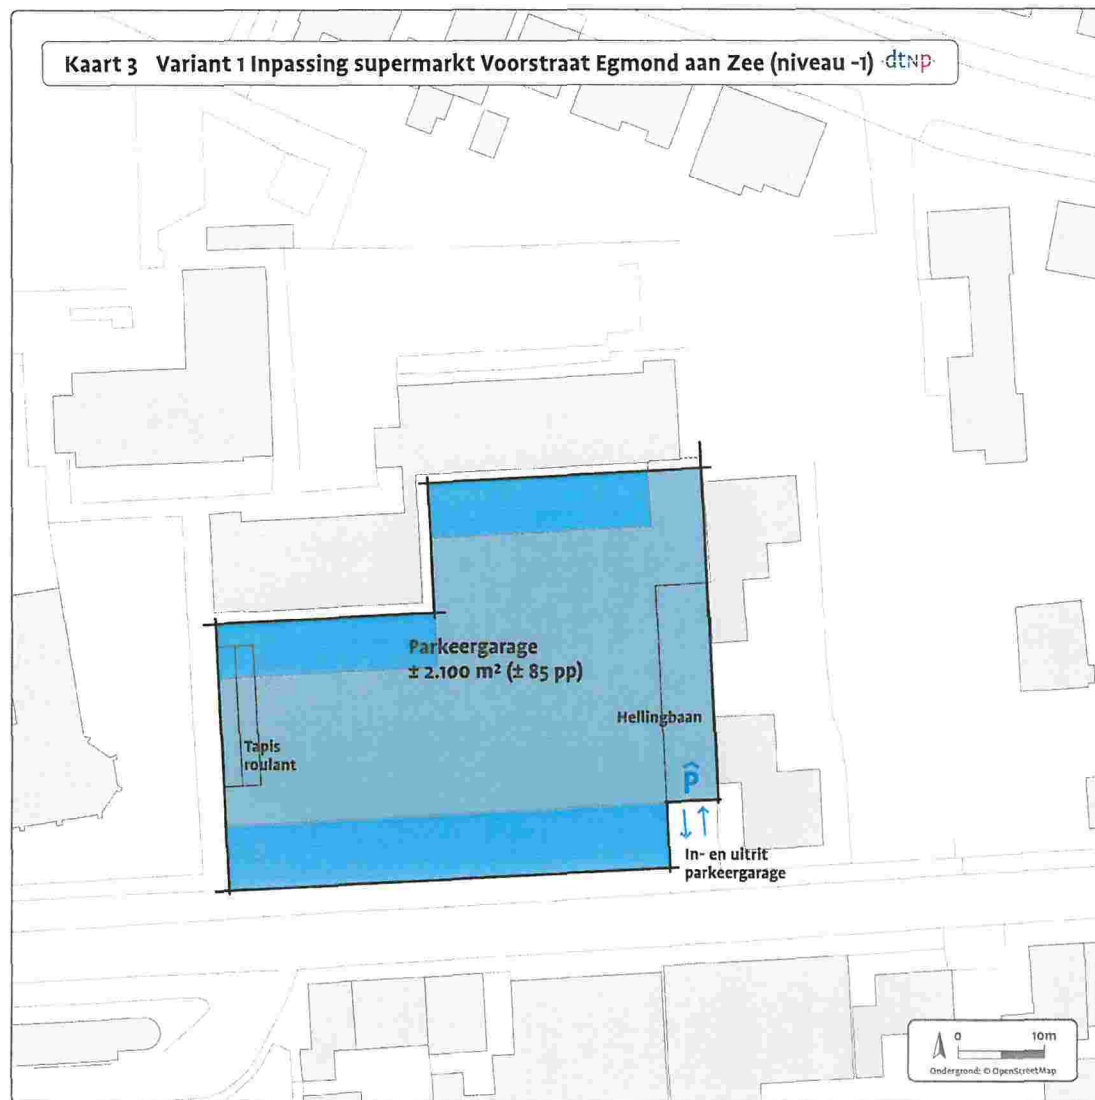 Kaart 3 Variant 1 Inpassing supermarkt Voorstraat Egmond aan Zee (niveau -1) dtnp
Parkeergarage
± 2.100 m² (± 85 pp)
Hellingbaan
Tapis
roulant
P
In- en uitrit
parkeergarage
0 10m
Ondergrond: © OpenStreetMap